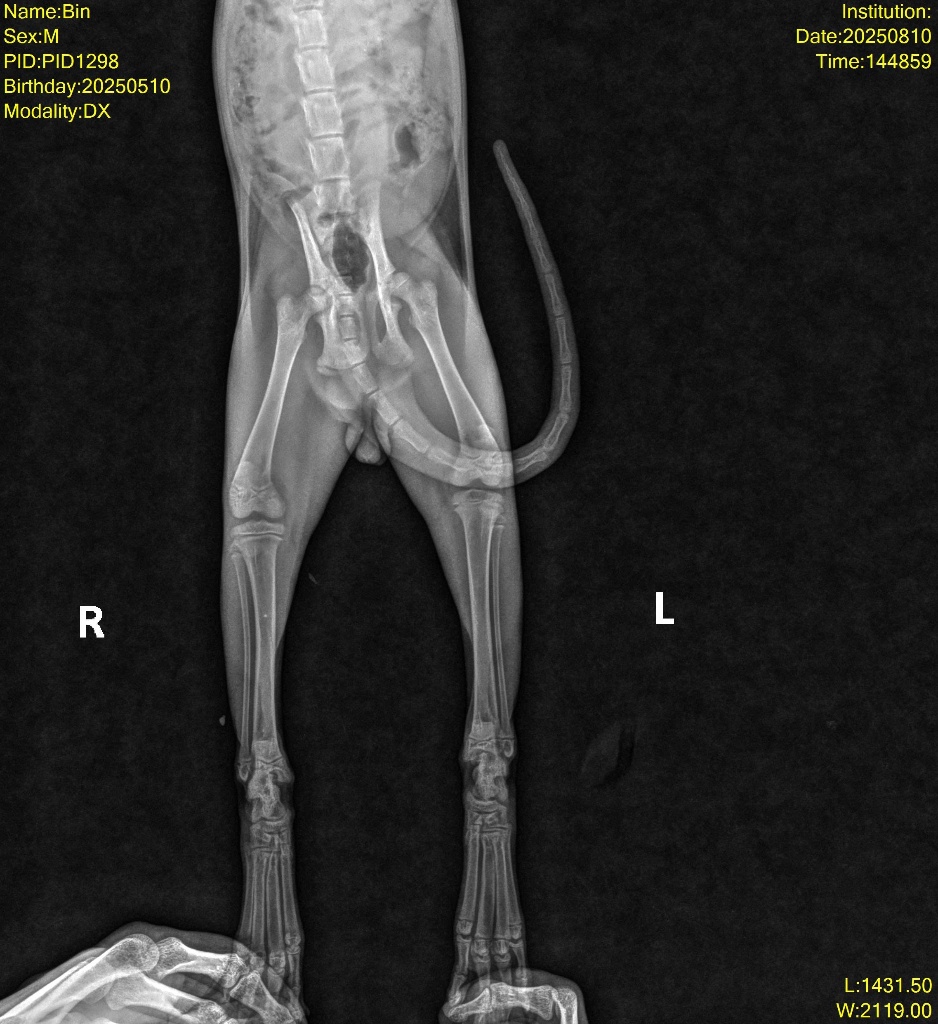 Name:Bin
Sex:M
PID:PID1298
Birthday:20250510
Modality:DX
Institution:
Date:20250810
Time:144859
R
L
L:1431.50
W:2119.00